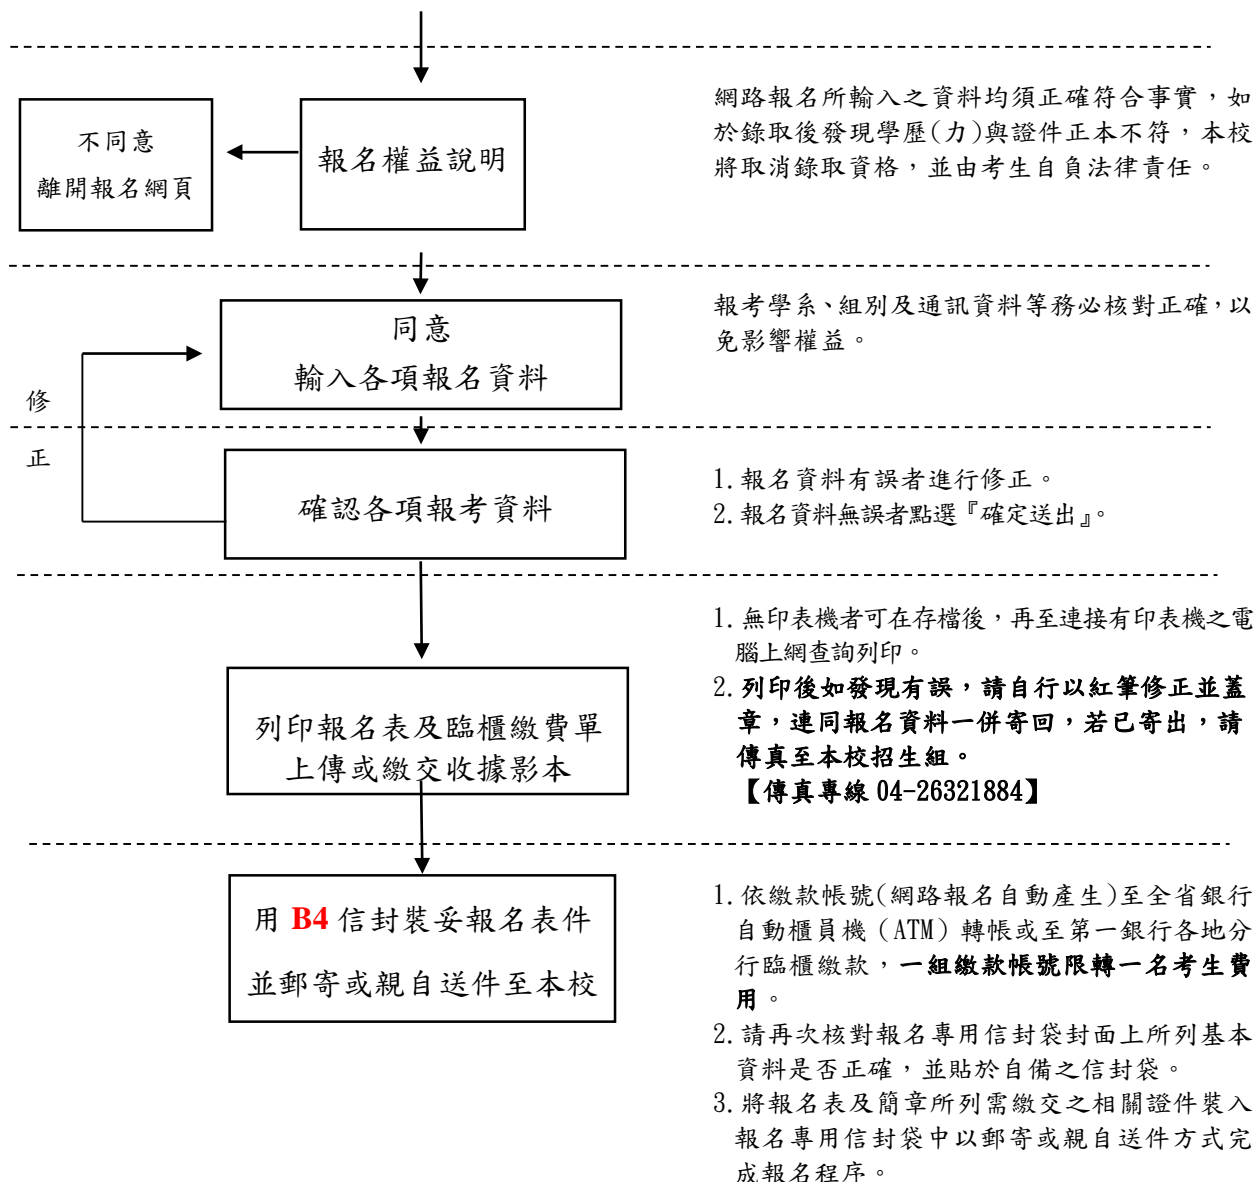 不同意
離開報名網頁
報名權益說明
網路報名所輸入之資料均須正確符合事實，如
於錄取後發現學歷(力)與證件正本不符，本校
將取消錄取資格，並由考生自負法律責任。
同意
輸入各項報名資料
報考學系、組別及通訊資料等務必核對正確，以
免影響權益。
修
正
確認各項報考資料
1.報名資料有誤者進行修正。
2.報名資料無誤者點選『確定送出』。
列印報名表及臨櫃繳費單
上傳或繳交收據影本
1.無印表機者可在存檔後，再至連接有印表機之電
腦上網查詢列印。
2.列印後如發現有誤，請自行以紅筆修正並蓋
章，連同報名資料一併寄回，若已寄出，請
傳真至本校招生組。
【傳真專線 04-26321884】
用 B4 信封裝妥報名表件
並郵寄或親自送件至本校
1.依繳款帳號(網路報名自動產生)至全省銀行
自動櫃員機（ATM）轉帳或至第一銀行各地分
行臨櫃繳款，一組繳款帳號限轉一名考生費
用。
2.請再次核對報名專用信封袋封面上所列基本
資料是否正確，並貼於自備之信封袋。
3.將報名表及簡章所列需繳交之相關證件裝入
報名專用信封袋中以郵寄或親自送件方式完
成報名程序。